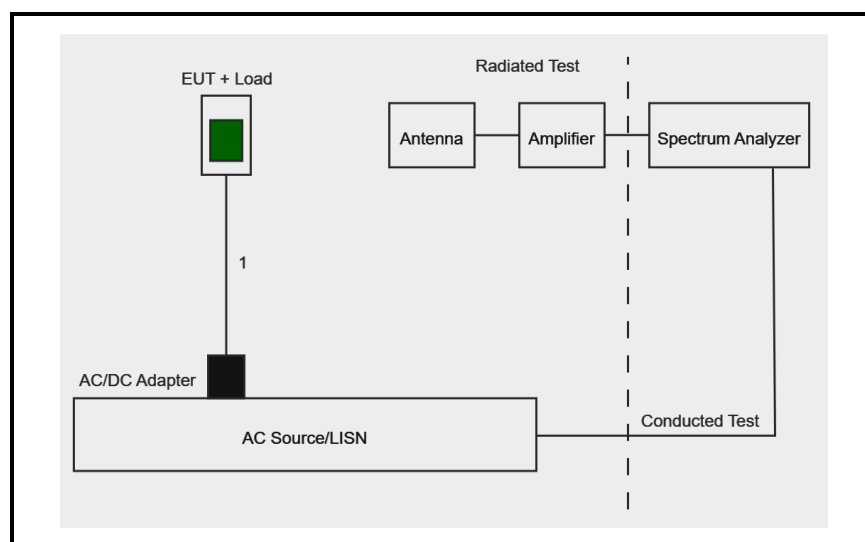 Radiated Test
EUT + Load
Antenna
Amplifier
Spectrum Analyzer
1
AC/DC Adapter
Conducted Test
AC Source/LISN